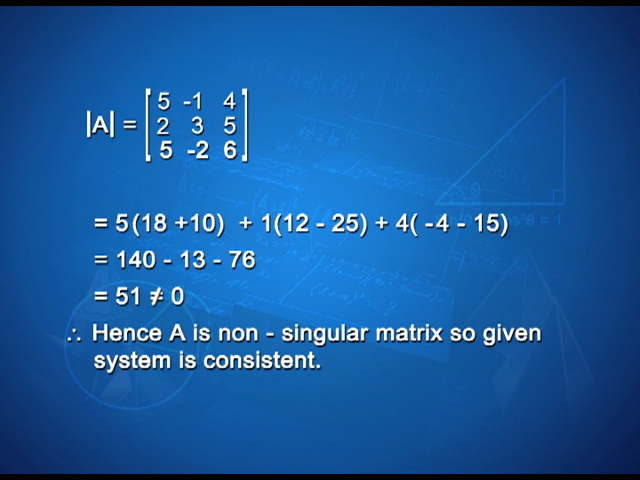 |A| = [ 5 -1 4
2 3 5
5 -2 6 ]
= 5(18 +10) + 1(12 - 25) + 4( -4 - 15)
= 140 - 13 - 76
= 51 ≠ 0
∴ Hence A is non - singular matrix so given
system is consistent.